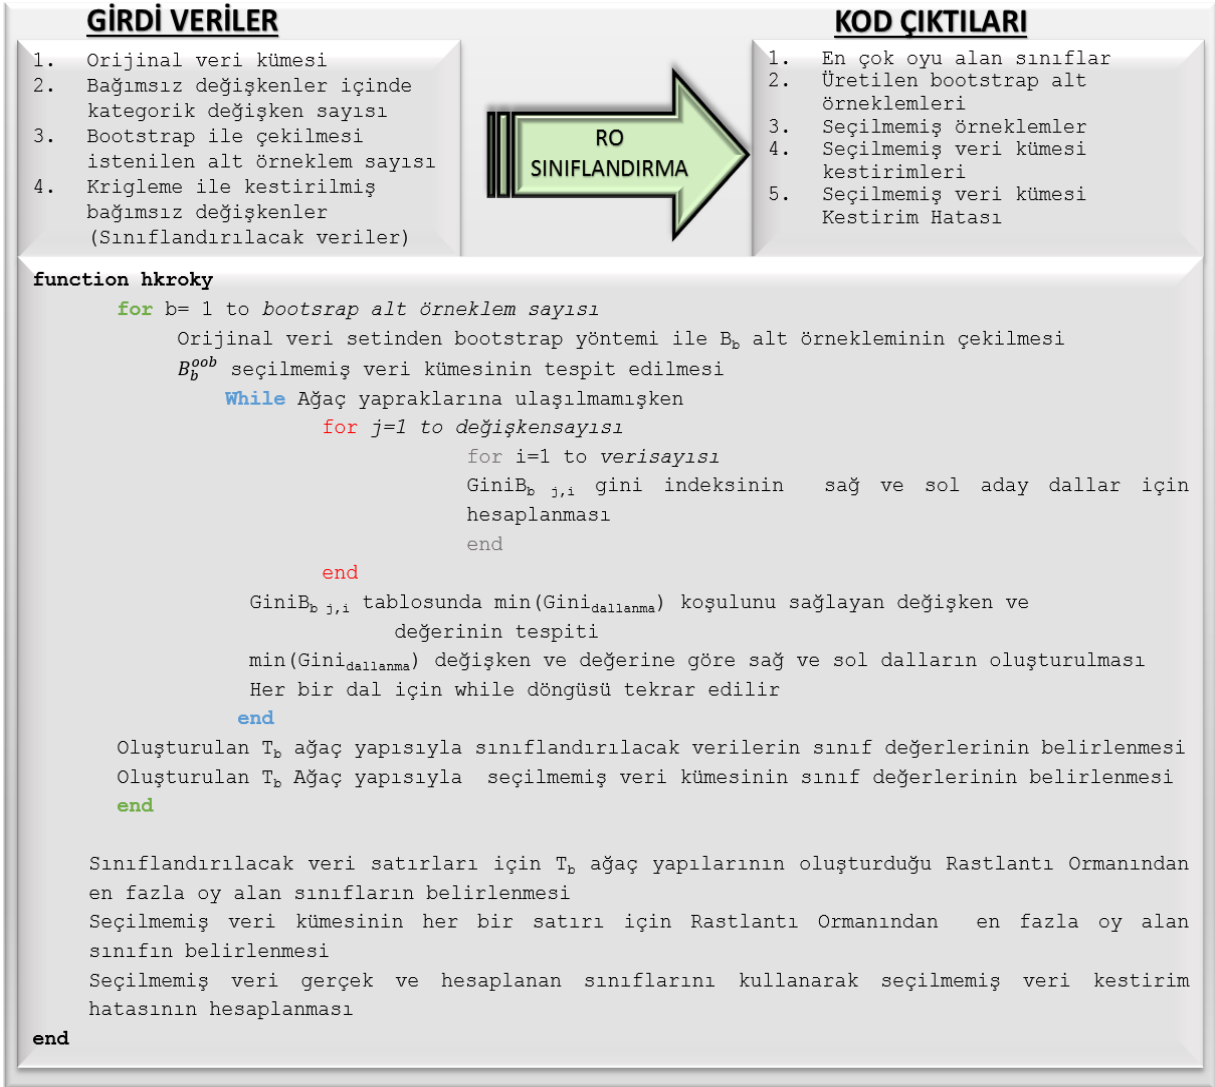 GİRDİ VERİLER
1. Orijinal veri kümesi
2. Bağımsız değişkenler içinde
kategorik değişken sayısı
3. Bootstrap ile çekilmesi
istenilen alt örneklem sayısı
4. Krigleme ile kestirilmiş
bağımsız değişkenler
(Sınıflandırılacak veriler)
RO
SINIFLANDIRMA
KOD ÇIKTILARI
1. En çok oyu alan sınıflar
2. Üretilen bootstrap alt
örneklemleri
3. Seçilmemiş örneklemler
4. Seçilmemiş veri kümesi
kestirimleri
5. Seçilmemiş veri kümesi
Kestirim Hatası
function hkroky
for b= 1 to bootsrap alt örneklem sayısı
Orijinal veri setinden bootstrap yöntemi ile B_b alt örnekleminin çekilmesi
B_b^oob seçilmemiş veri kümesinin tespit edilmesi
While Ağaç yapraklarına ulaşılmamışken
for j=1 to değişkensayısı
for i=1 to verisayısı
GiniB_b j,i gini indeksinin sağ ve sol aday dallar için
hesaplanması
end
end
GiniB_b j,i tablosunda min(Gini_dallanma) koşulunu sağlayan değişken ve
değerinin tespiti
min(Gini_dallanma) değişken ve değerine göre sağ ve sol dalların oluşturulması
Her bir dal için while döngüsü tekrar edilir
end
Oluşturulan T_b ağaç yapısıyla sınıflandırılacak verilerin sınıf değerlerinin belirlenmesi
Oluşturulan T_b Ağaç yapısıyla seçilmemiş veri kümesinin sınıf değerlerinin belirlenmesi
end
Sınıflandırılacak veri satırları için T_b ağaç yapılarının oluşturduğu Rastlantı Ormanından
en fazla oy alan sınıfların belirlenmesi
Seçilmemiş veri kümesinin her bir satırı için Rastlantı Ormanından en fazla oy alan
sınıfın belirlenmesi
Seçilmemiş veri gerçek ve hesaplanan sınıflarını kullanarak seçilmemiş veri kestirim
hatasının hesaplanması
end